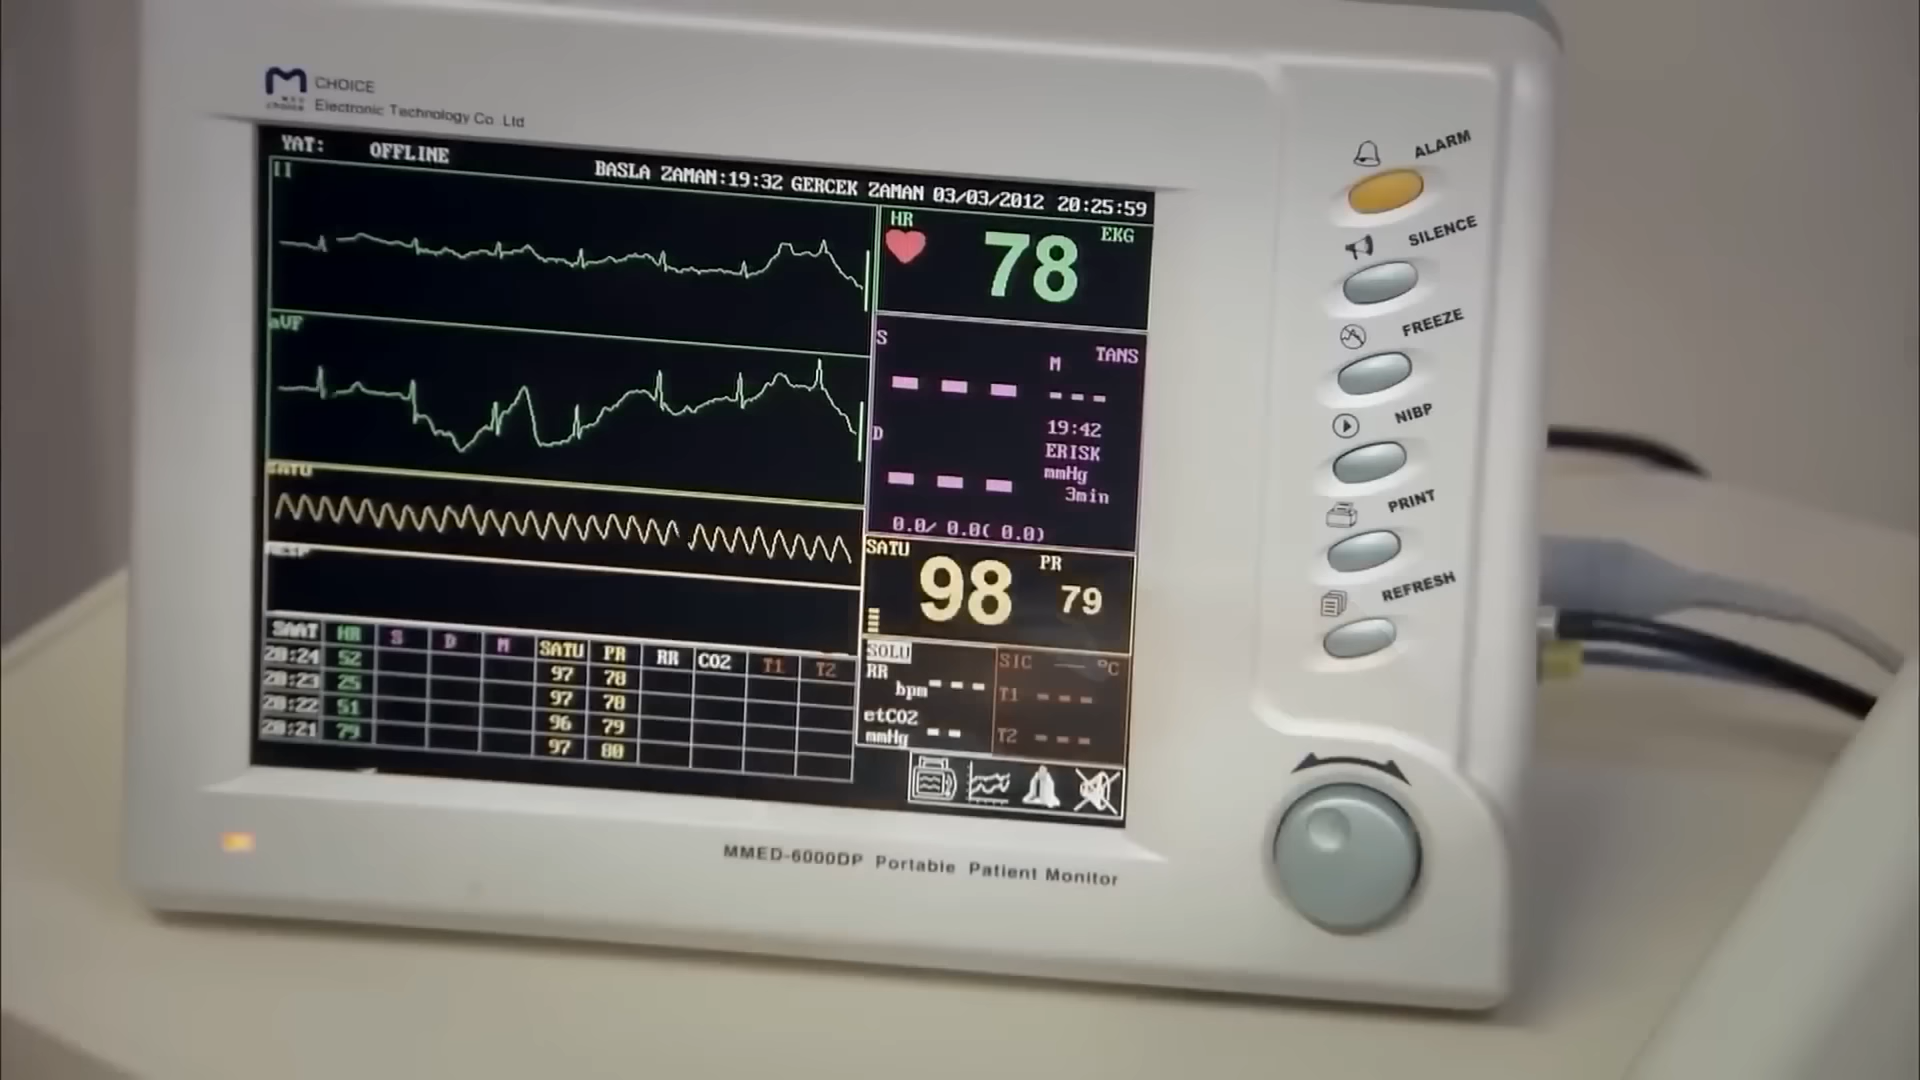 CHOICE
Electronic Technology Co. Ltd
YAT: OFFLINE
BASLA ZAMAN:19:32 GERCEK ZAMAN 03/03/2012 20:25:59
II
aVF
SATU
RESP
HR
EKG
78
S
M
TANS
--- ---
19:42
D
ERISK
mmHg
---
3min
0.0/ 0.0( 0.0)
SATU
98
PR
79
SOLU
RR
bpm ---
etCO2
mmHg --
SIC --- °C
T1 ---
T2 ---
SAAT HR S D M SATU PR RR CO2 T1 T2
20:24 52 97 78
20:23 25 97 78
20:22 51 96 79
20:21 79 97 80
MMED-6000DP Portable Patient Monitor
ALARM
SILENCE
FREEZE
NIBP
PRINT
REFRESH